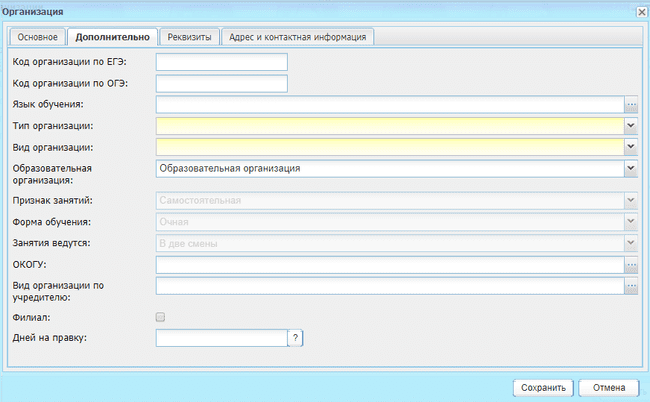 Организация
Основное Дополнительно Реквизиты Адрес и контактная информация
Код организации по ЕГЭ:
Код организации по ОГЭ:
Язык обучения: ...
Тип организации:
Вид организации:
Образовательная организация: Образовательная организация
Признак занятий: Самостоятельная
Форма обучения: Очная
Занятия ведутся: В две смены
ОКОГУ: ...
Вид организации по учредителю: ...
Филиал:
Дней на правку: ?
Сохранить Отмена